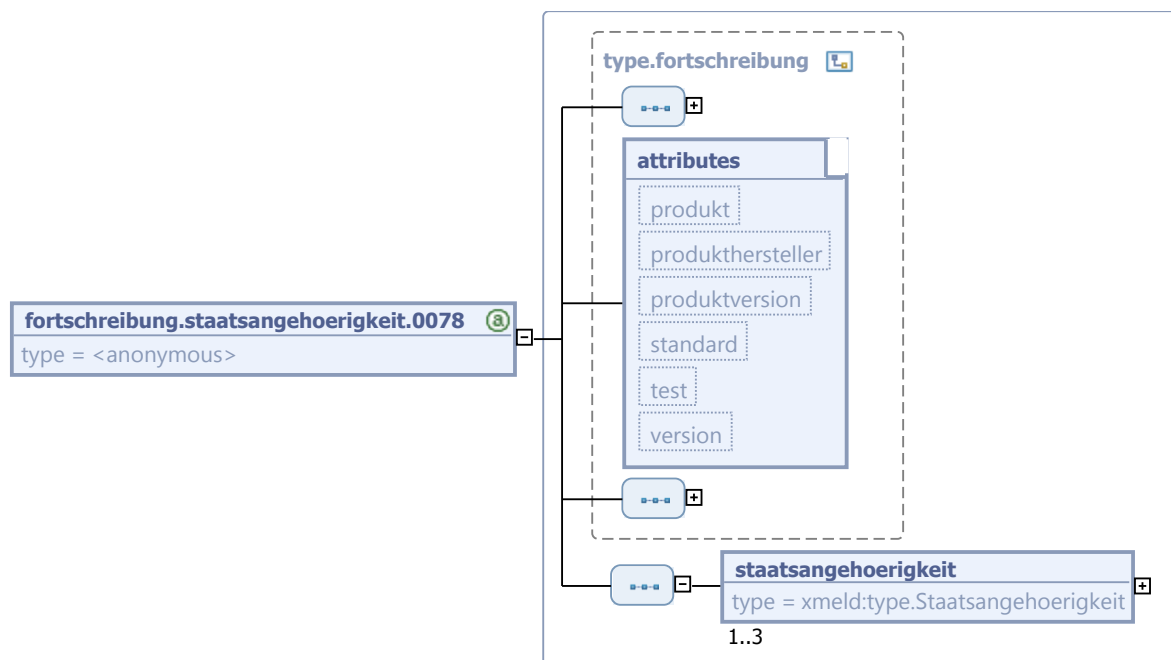 type.fortschreibung
attributes
produkt
produkthersteller
produktversion
standard
test
version
fortschreibung.staatsangehoerigkeit.0078
type = <anonymous>
staatsangehoerigkeit
type = xmeld:type.Staatsangehoerigkeit
1..3